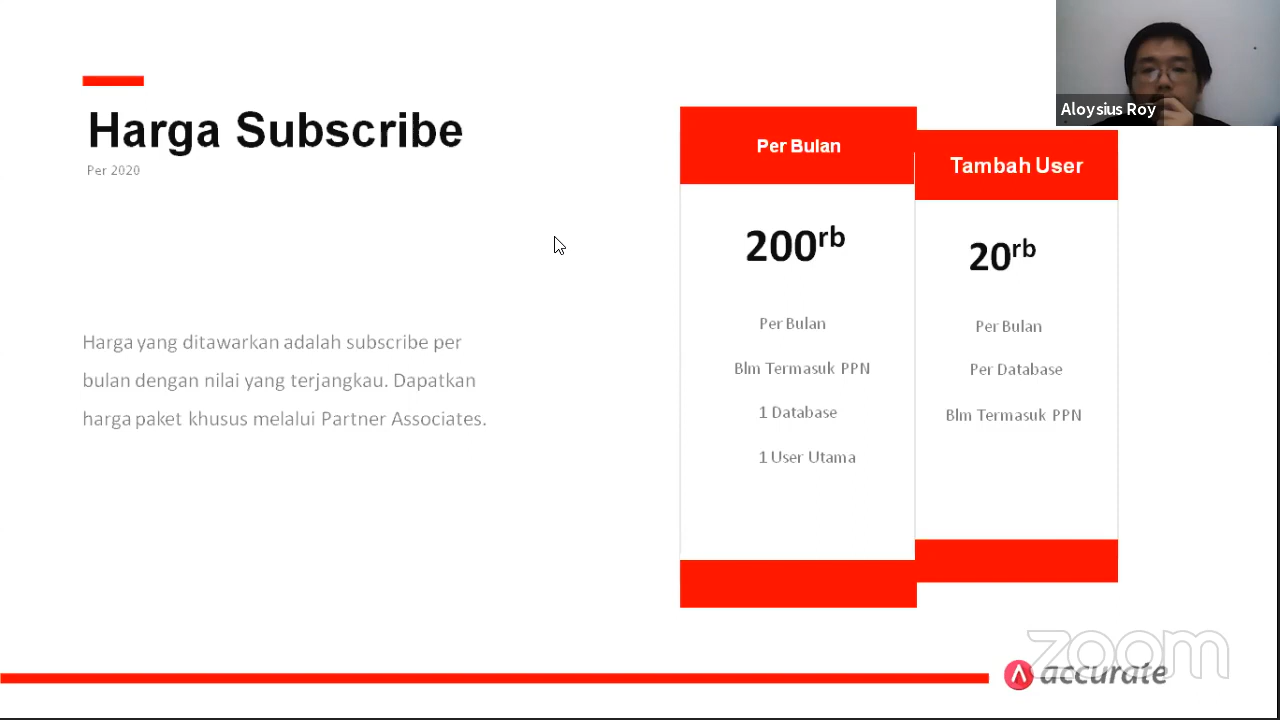 Aloysius Roy
Harga Subscribe
Per 2020
Harga yang ditawarkan adalah subscribe per
bulan dengan nilai yang terjangkau. Dapatkan
harga paket khusus melalui Partner Associates.
Per Bulan
200rb
Per Bulan
Blm Termasuk PPN
1 Database
1 User Utama
Tambah User
20rb
Per Bulan
Per Database
Blm Termasuk PPN
zoom
accurate